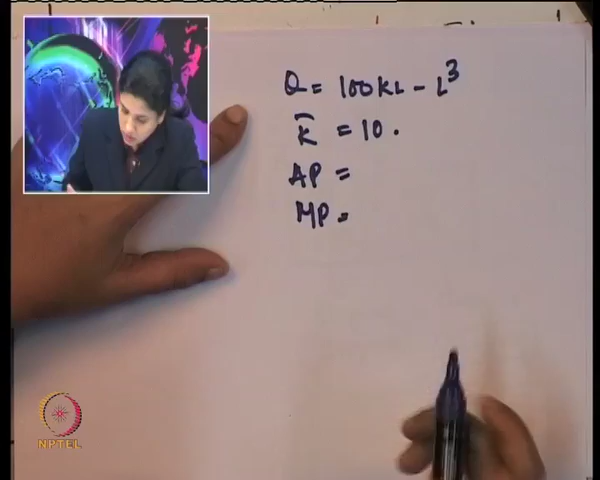 Q = 100KL - L³
K̅ = 10.
AP =
MP =
NPTEL